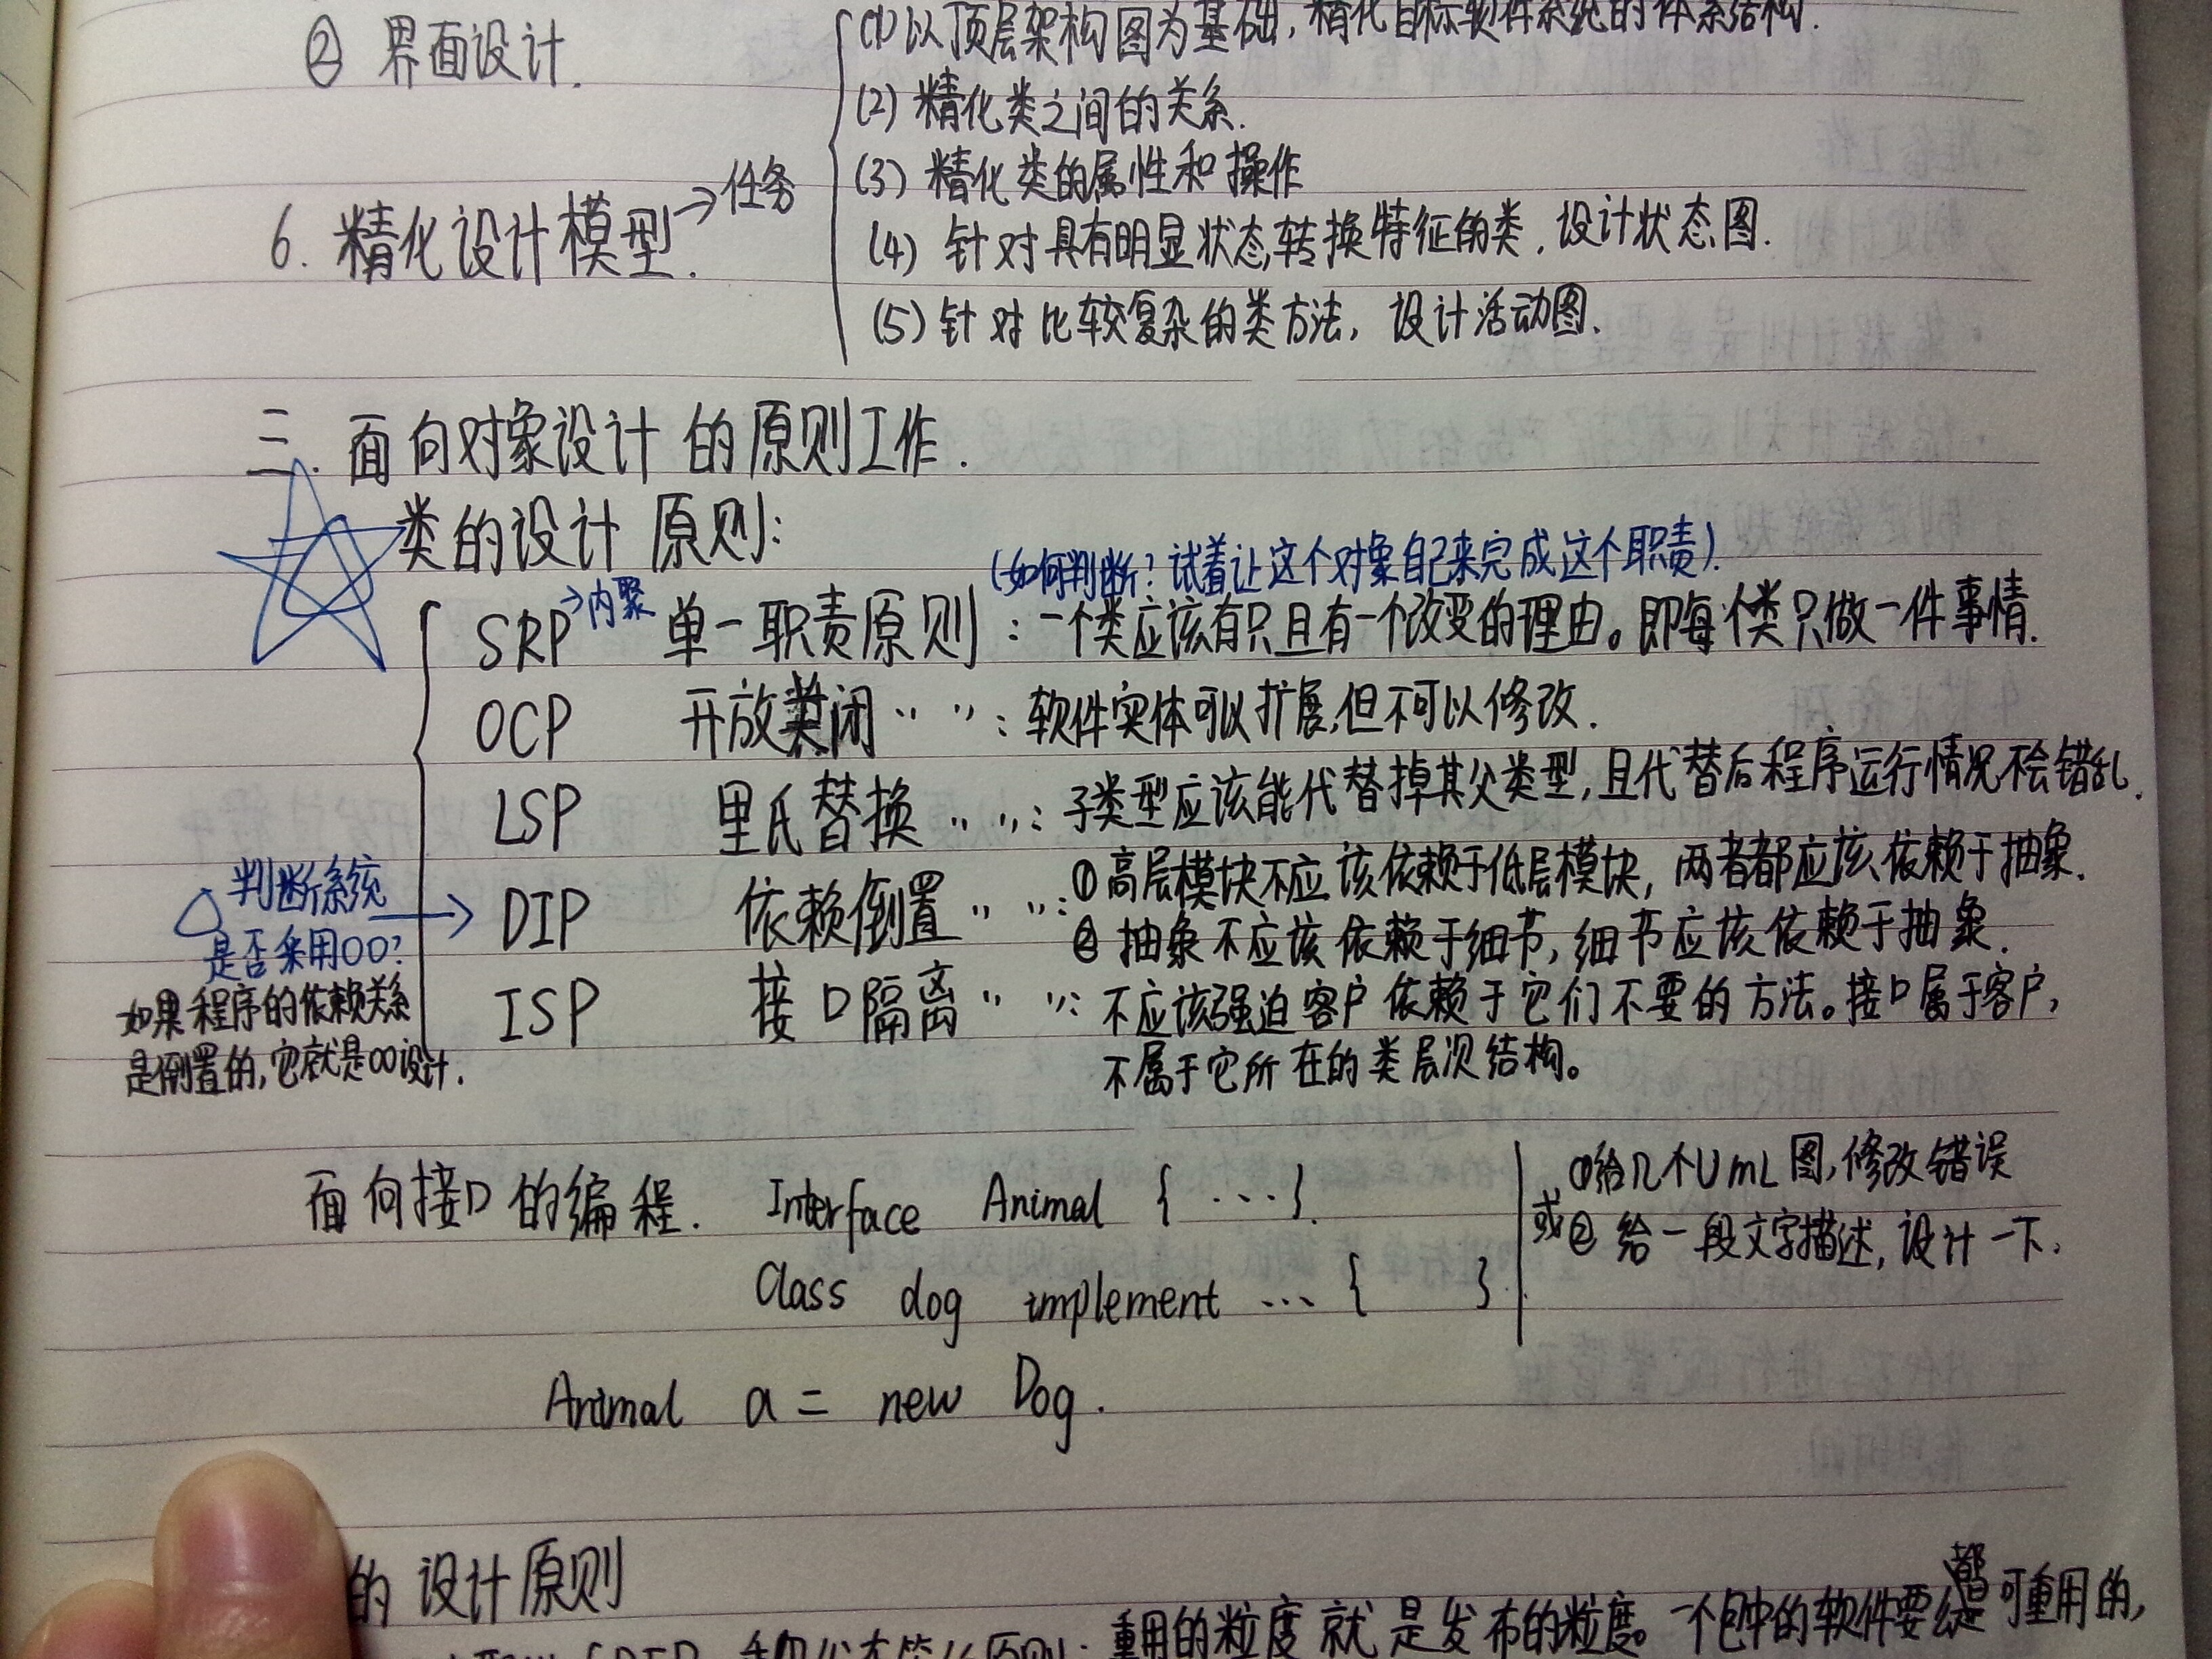 ② 界面设计.
(1) 以顶层架构图为基础, 精化目标软件系统的体系结构.
(2) 精化类之间的关系.
(3) 精化类的属性和操作
6. 精化设计模型. →任务
(4) 针对具有明显状态转换特征的类, 设计状态图.
(5) 针对比较复杂的类方法, 设计活动图.
二. 面向对象设计的原则工作.
类的设计原则:
(如何判断? 试着让这个对象自己来完成这个职责).
SRP →内聚 单一职责原则: 一个类应该有只且有一个改变的理由。即每个类只做一件事情.
OCP 开放关闭 〃 〃: 软件实体可以扩展,但不可以修改.
LSP 里氏替换 〃 〃: 子类型应该能代替掉其父类型, 且代替后程序运行情况不会错乱.
判断系统
是否采用OO?
→ DIP 依赖倒置 〃 〃: ①高层模块不应该依赖于低层模块, 两者都应该依赖于抽象.
② 抽象不应该依赖于细节, 细节应该依赖于抽象.
如果程序的依赖关系
是倒置的, 它就是OO设计.
ISP 接口隔离 〃 〃: 不应该强迫客户依赖于它们不要的方法。接口属于客户,
不属于它所在的类层次结构。
面向接口的编程. Interface Animal { ···}.
①给几个UmL图,修改错误
或② 给一段文字描述, 设计一下.
Class dog implement ··· { }
Animal a = new Dog.
的设计原则
重用的粒度就是发布的粒度。一个包中的软件要么都是可重用的,